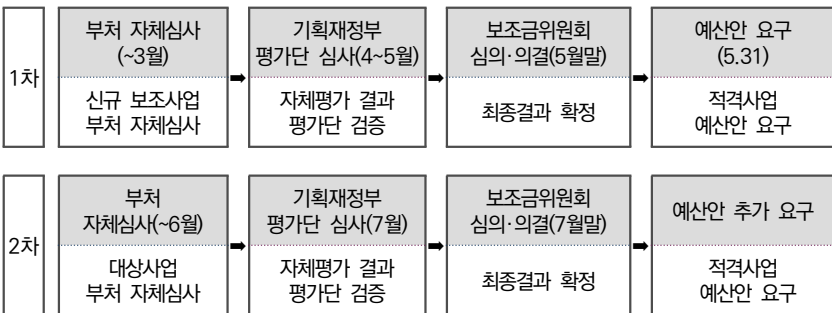 1차
부처 자체심사
(~3월)
신규 보조사업
부처 자체심사
기획재정부
평가단 심사(4~5월)
자체평가 결과
평가단 검증
보조금위원회
심의·의결(5월말)
최종결과 확정
예산안 요구
(5.31)
적격사업
예산안 요구
2차
부처
자체심사(~6월)
대상사업
부처 자체심사
기획재정부
평가단 심사(7월)
자체평가 결과
평가단 검증
보조금위원회
심의·의결(7월말)
최종결과 확정
예산안 추가 요구
적격사업
예산안 요구